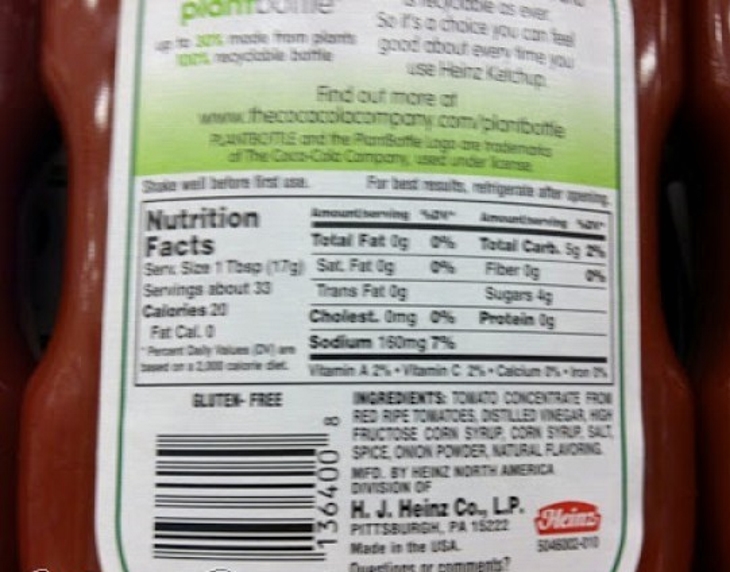 plantbottle
up to 30% made from plants
100% recyclable bottle
is recyclable as ever.
So it's a choice you can feel
good about every time you
use Heinz Ketchup.
Find out more at
www.thecocacolacompany.com/plantbottle
PLANTBOTTLE and the PlantBottle Logo are trademarks
of The Coca-Cola Company, used under license.
Shake well before first use. For best results, refrigerate after opening.
Nutrition
Facts
Serv. Size 1 Tbsp (17g)
Servings about 33
Calories 20
Fat Cal. 0
*Percent Daily Values (DV) are
based on a 2,000 calorie diet.
Amount/serving %DV* Amount/serving %DV*
Total Fat 0g 0% Total Carb. 5g 2%
Sat. Fat 0g 0% Fiber 0g 0%
Trans Fat 0g Sugars 4g
Cholest. 0mg 0% Protein 0g
Sodium 160mg 7%
Vitamin A 2% • Vitamin C 2% • Calcium 0% • Iron 0%
GLUTEN- FREE
136400 8
INGREDIENTS: TOMATO CONCENTRATE FROM
RED RIPE TOMATOES, DISTILLED VINEGAR, HIGH
FRUCTOSE CORN SYRUP, CORN SYRUP, SALT,
SPICE, ONION POWDER, NATURAL FLAVORING.
MFD. BY HEINZ NORTH AMERICA
DIVISION OF
H. J. Heinz Co., L.P.
PITTSBURGH, PA 15222
Made in the USA.
Heinz
5046002-010
Questions or comments?